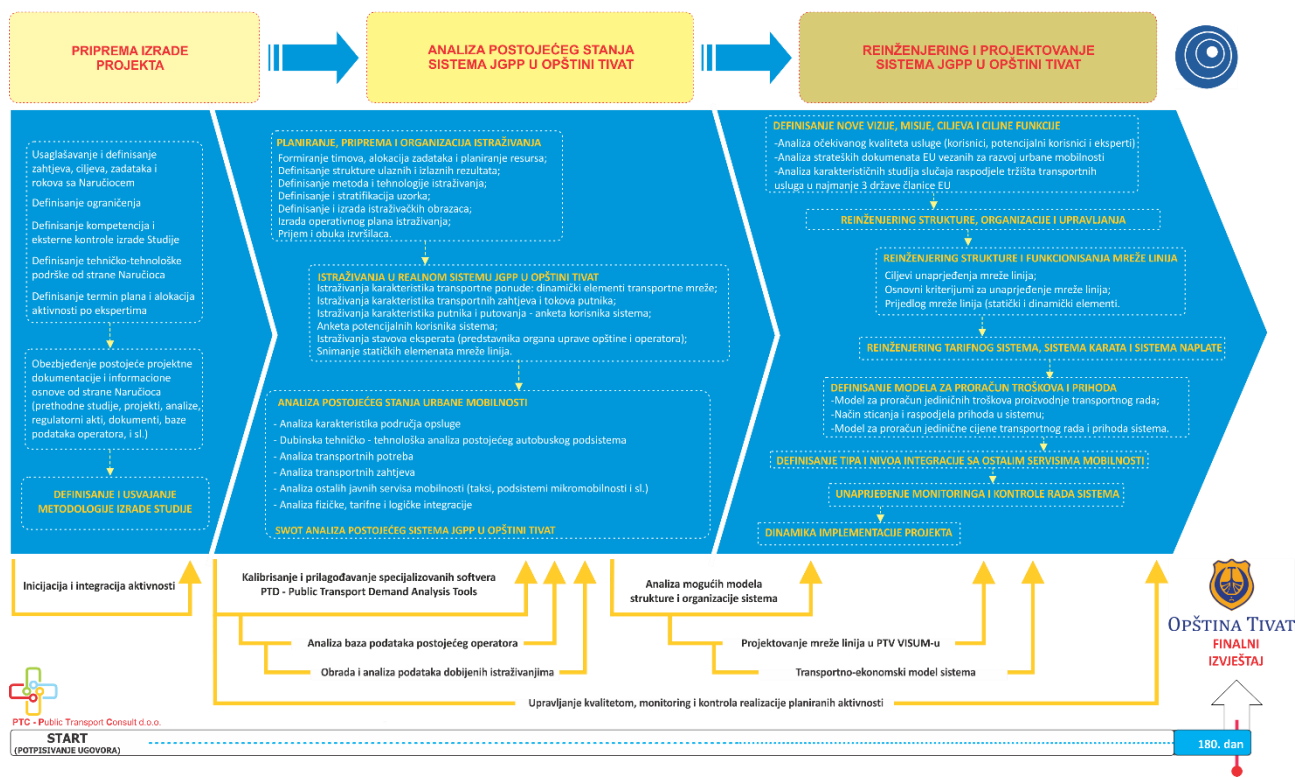 PRIPREMA IZRADE
PROJEKTA
ANALIZA POSTOJEĆEG STANJA
SISTEMA JGPP U OPŠTINI TIVAT
REINŽENJERING I PROJEKTOVANJE
SISTEMA JGPP U OPŠTINI TIVAT
Usaglašavanje i definisanje
zahtjeva, ciljeva, zadataka i
rokova sa Naručiocem
Definisanje ograničenja
Definisanje kompetencija i
eksterne kontrole izrade Studije
Definisanje tehničko-tehnološke
podrške od strane Naručioca
Definisanje termin plana i alokacija
aktivnosti po ekspertima
Obezbjeđenje postojeće projektne
dokumentacije i informacione
osnove od strane Naručioca
(prethodne studije, projekti, analize,
regulatorni akti, dokumenti, baze
podataka operatora, i sl.)
DEFINISANJE I USVAJANJE
METODOLOGIJE IZRADE STUDIJE
PLANIRANJE, PRIPREMA I ORGANIZACIJA ISTRAŽIVANJA
Formiranje timova, alokacija zadataka i planiranje resursa;
Definisanje strukture ulaznih i izlaznih rezultata;
Definisanje metoda i tehnologije istraživanja;
Definisanje i stratifikacija uzorka;
Definisanje i izrada istraživačkih obrazaca;
Izrada operativnog plana istraživanja;
Prijem i obuka izvršilaca.
ISTRAŽIVANJA U REALNOM SISTEMU JGPP U OPŠTINI TIVAT
Istraživanja karakteristika transportne ponude: dinamički elementi transportne mreže;
Istraživanja karakteristika transportnih zahtjeva i tokova putnika;
Istraživanja karakteristika putnika i putovanja - anketa korisnika sistema;
Anketa potencijalnih korisnika sistema;
Istraživanja stavova eksperata (predstavnika organa uprave opštine i operatora);
Snimanje statičkih elemenata mreže linija.
ANALIZA POSTOJEĆEG STANJA URBANE MOBILNOSTI
- Analiza karakteristika područja opsluge
- Dubinska tehničko - tehnološka analiza postojećeg autobuskog podsistema
- Analiza transportnih potreba
- Analiza transportnih zahtjeva
- Analiza ostalih javnih servisa mobilnosti (taksi, podsistemi mikromobilnosti i sl.)
- Analiza fizičke, tarifne i logičke integracije
SWOT ANALIZA POSTOJEĆEG SISTEMA JGPP U OPŠTINI TIVAT
DEFINISANJE NOVE VIZIJE, MISIJE, CILJEVA I CILJNE FUNKCIJE
-Analiza očekivanog kvaliteta usluge (korisnici, potencijalni korisnici i eksperti)
-Analiza strateških dokumenata EU vezanih za razvoj urbane mobilnosti
-Analiza karakterističnih studija slučaja raspodjele tržišta transportnih
usluga u najmanje 3 države članice EU
REINŽENJERING STRUKTURE, ORGANIZACIJE I UPRAVLJANJA
REINŽENJERING STRUKTURE I FUNKCIONISANJA MREŽE LINIJA
Ciljevi unaprjeđenja mreže linija;
Osnovni kriterijumi za unaprjeđenje mreže linija;
Prijedlog mreže linija (statički i dinamički elementi.
REINŽENJERING TARIFNOG SISTEMA, SISTEMA KARATA I SISTEMA NAPLATE
DEFINISANJE MODELA ZA PRORAČUN TROŠKOVA I PRIHODA
-Model za proračun jediničnih troškova proizvodnje transportnog rada;
-Način sticanja i raspodjela prihoda u sistemu;
-Model za proračun jedinične cijene transportnog rada i prihoda sistema.
DEFINISANJE TIPA I NIVOA INTEGRACIJE SA OSTALIM SERVISIMA MOBILNOSTI
UNAPRJEĐENJE MONITORINGA I KONTROLE RADA SISTEMA
DINAMIKA IMPLEMENTACIJE PROJEKTA
Inicijacija i integracija aktivnosti
Kalibrisanje i prilagođavanje specijalizovanih softvera
PTD - Public Transport Demand Analysis Tools
Analiza baza podataka postojećeg operatora
Obrada i analiza podataka dobijenih istraživanjima
Analiza mogućih modela
strukture i organizacije sistema
Projektovanje mreže linija u PTV VISUM-u
Transportno-ekonomski model sistema
Upravljanje kvalitetom, monitoring i kontrola realizacije planiranih aktivnosti
OPŠTINA TIVAT
FINALNI
IZVJEŠTAJ
PTC - Public Transport Consult d.o.o.
START
(POTPISIVANJE UGOVORA)
180. dan